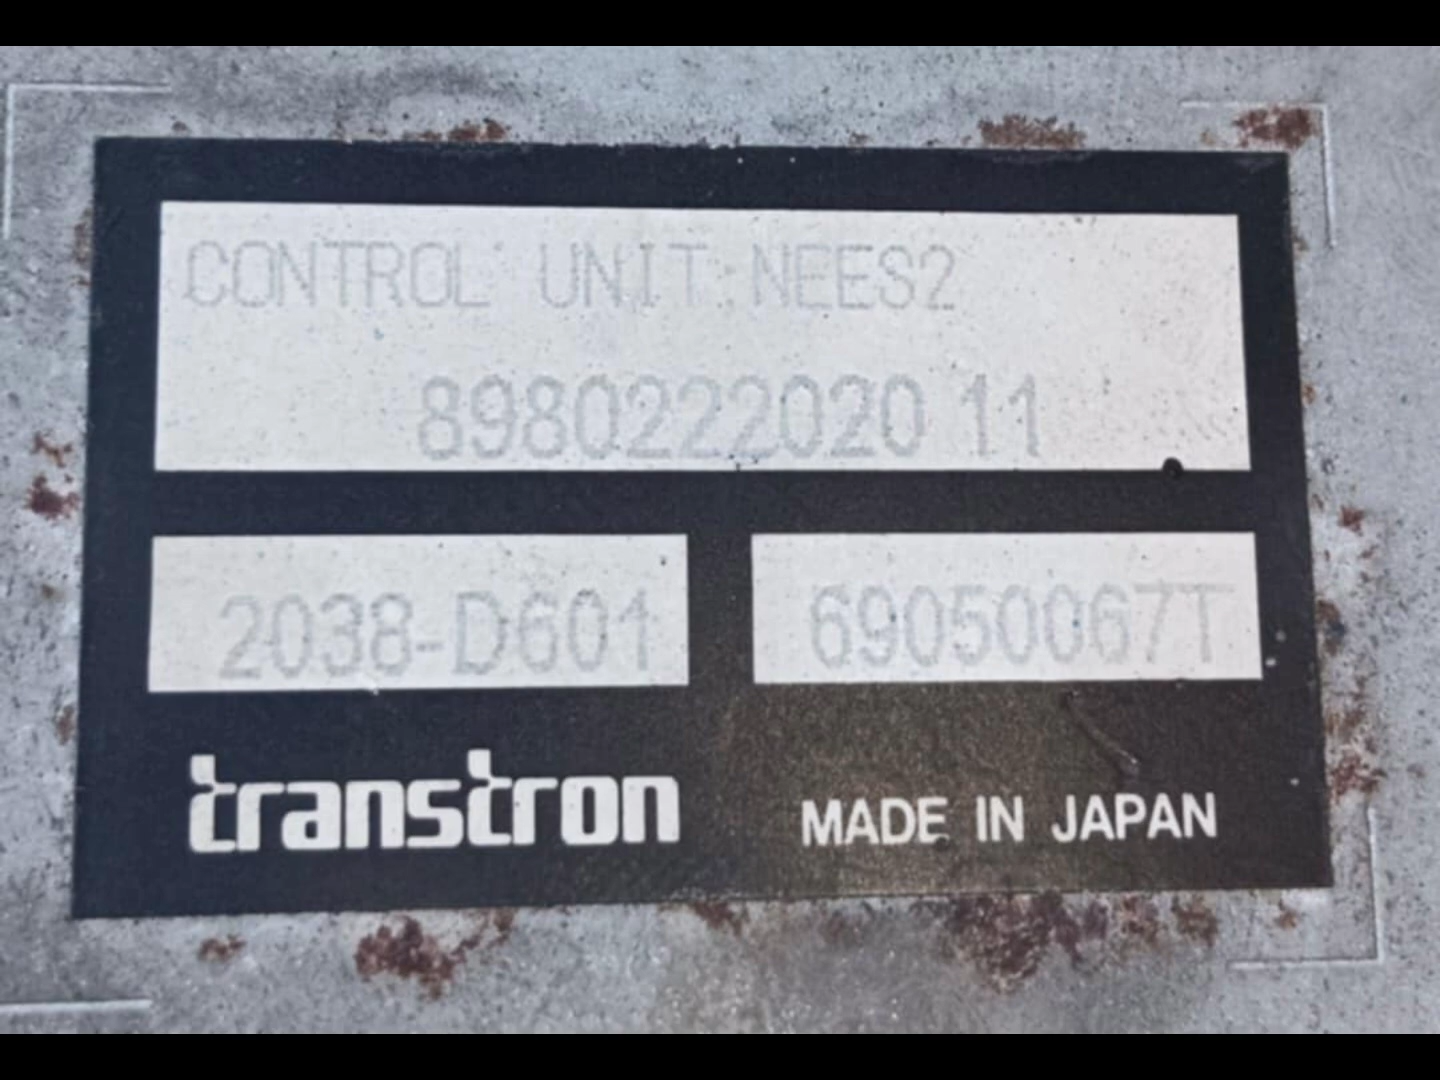 CONTROL UNIT:NEES2
8980222020 11
2038-D601
69050067T
transtron
MADE IN JAPAN